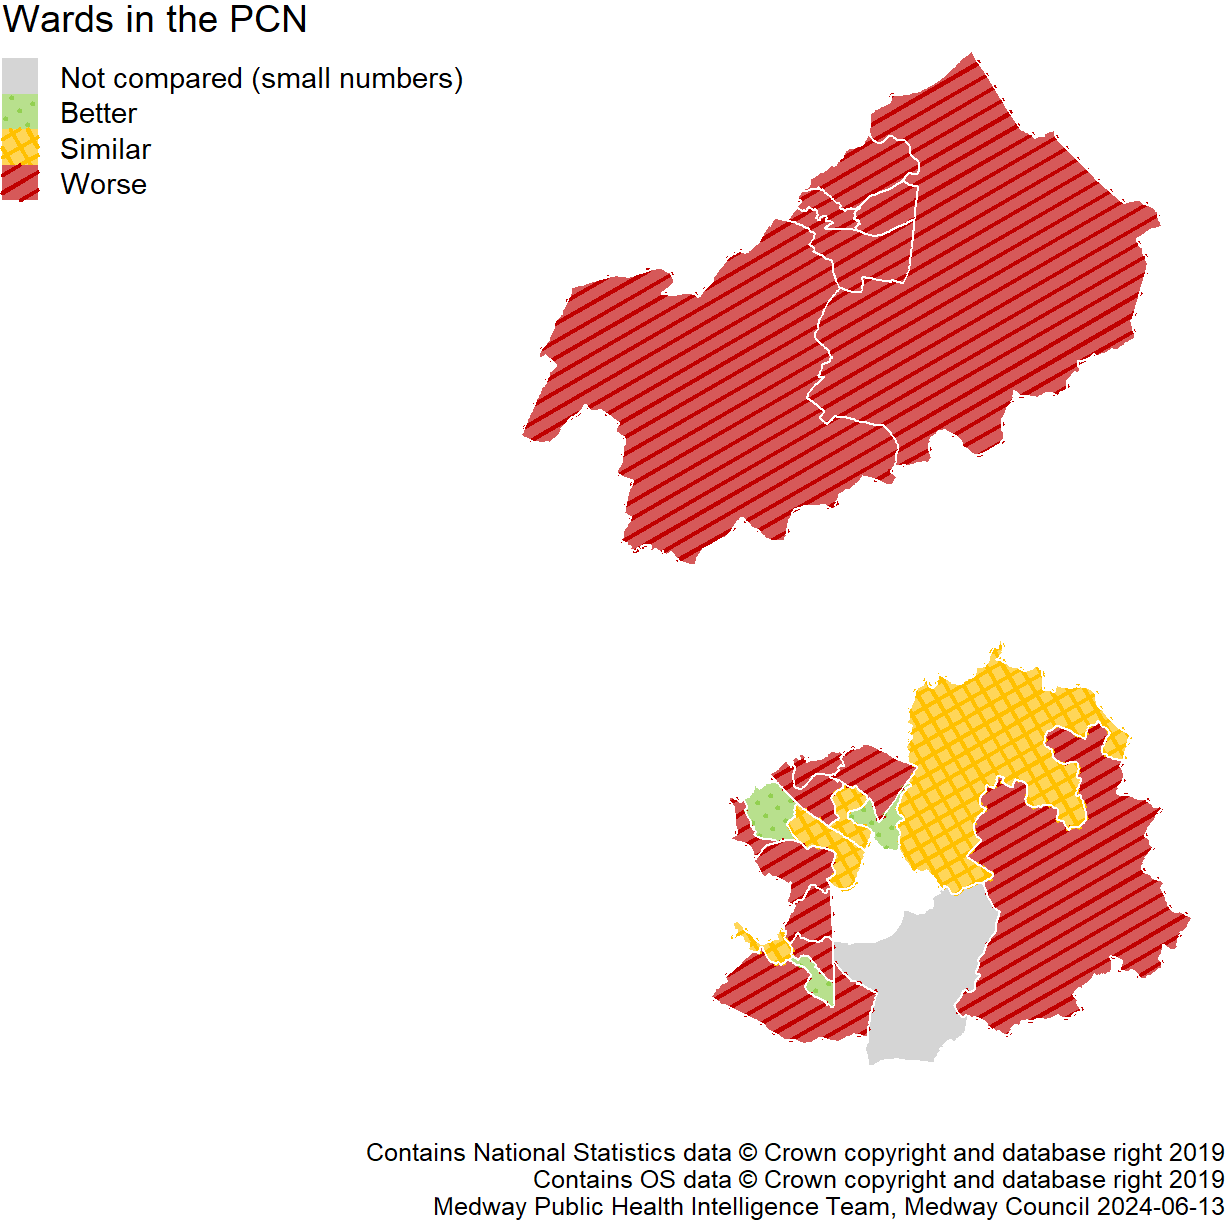 Wards in the PCN
Not compared (small numbers)
Better
Similar
Worse
Contains National Statistics data © Crown copyright and database right 2019
Contains OS data © Crown copyright and database right 2019
Medway Public Health Intelligence Team, Medway Council 2024-06-13